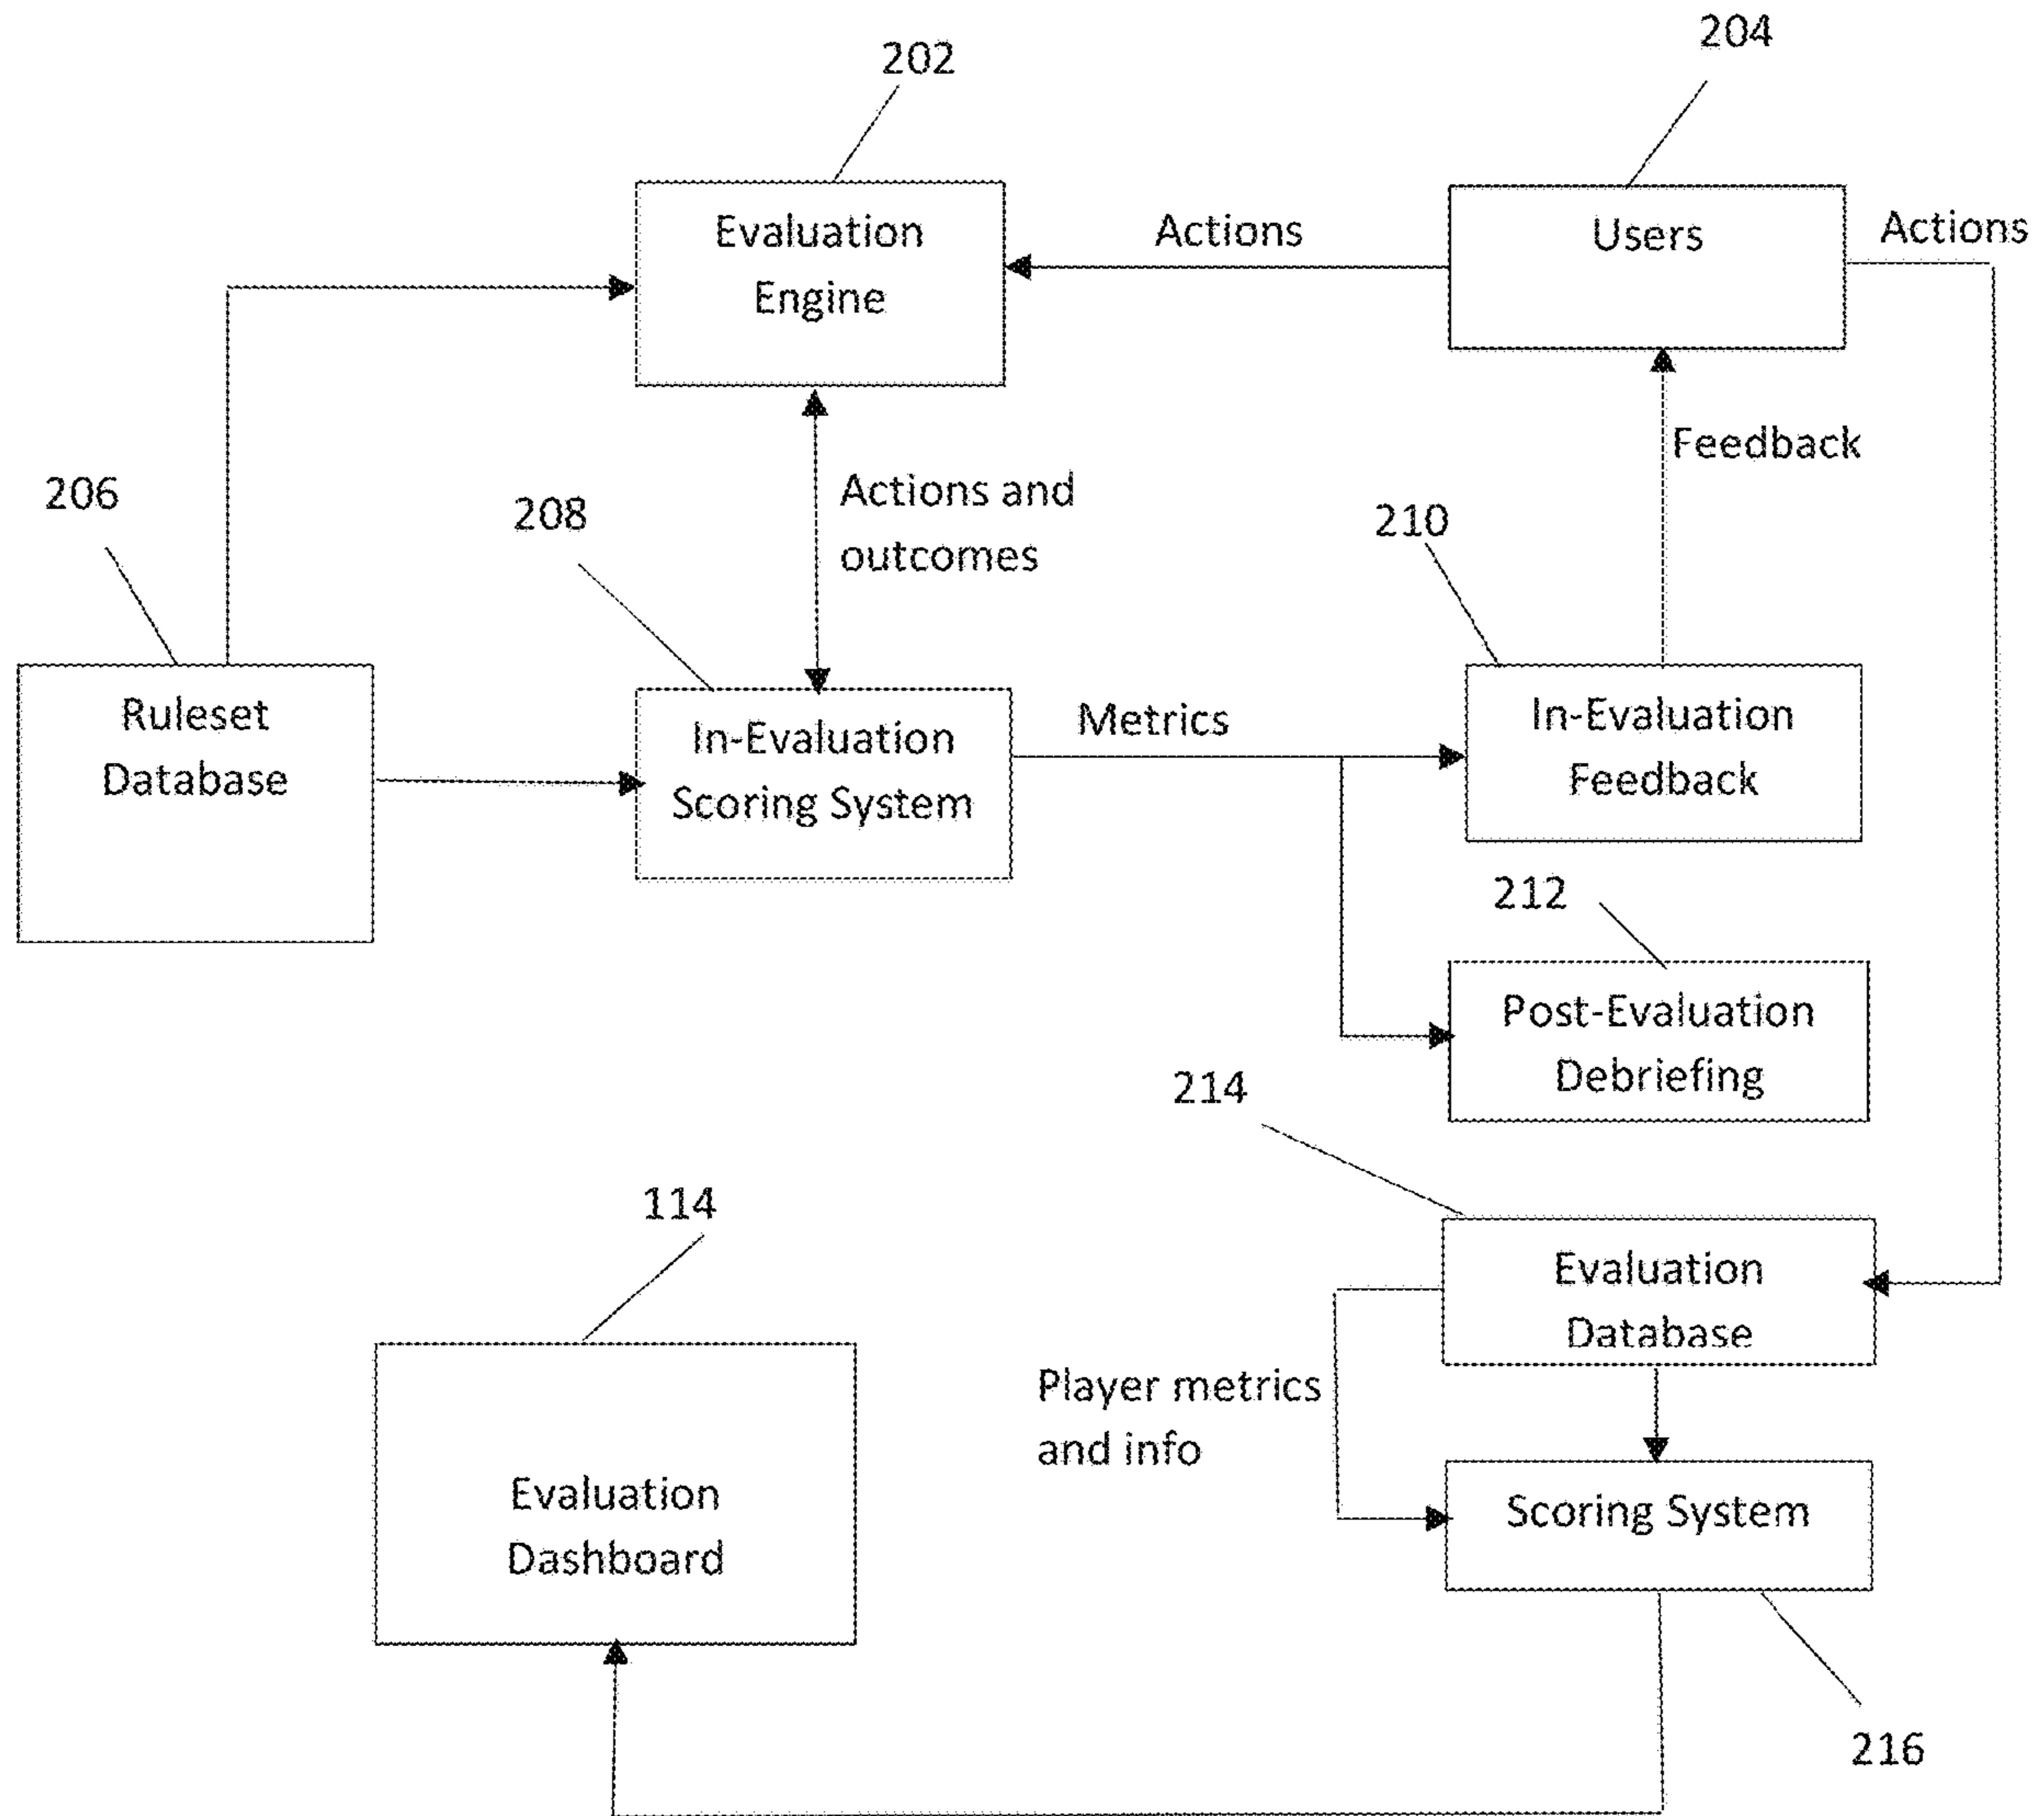 202
204
Evaluation
Engine
Actions
Users
Actions
Feedback
206
208
Actions and
outcomes
210
Ruleset
Database
In-Evaluation
Scoring System
Metrics
In-Evaluation
Feedback
212
Post-Evaluation
Debriefing
214
114
Evaluation
Database
Player metrics
and info
Evaluation
Dashboard
Scoring System
216